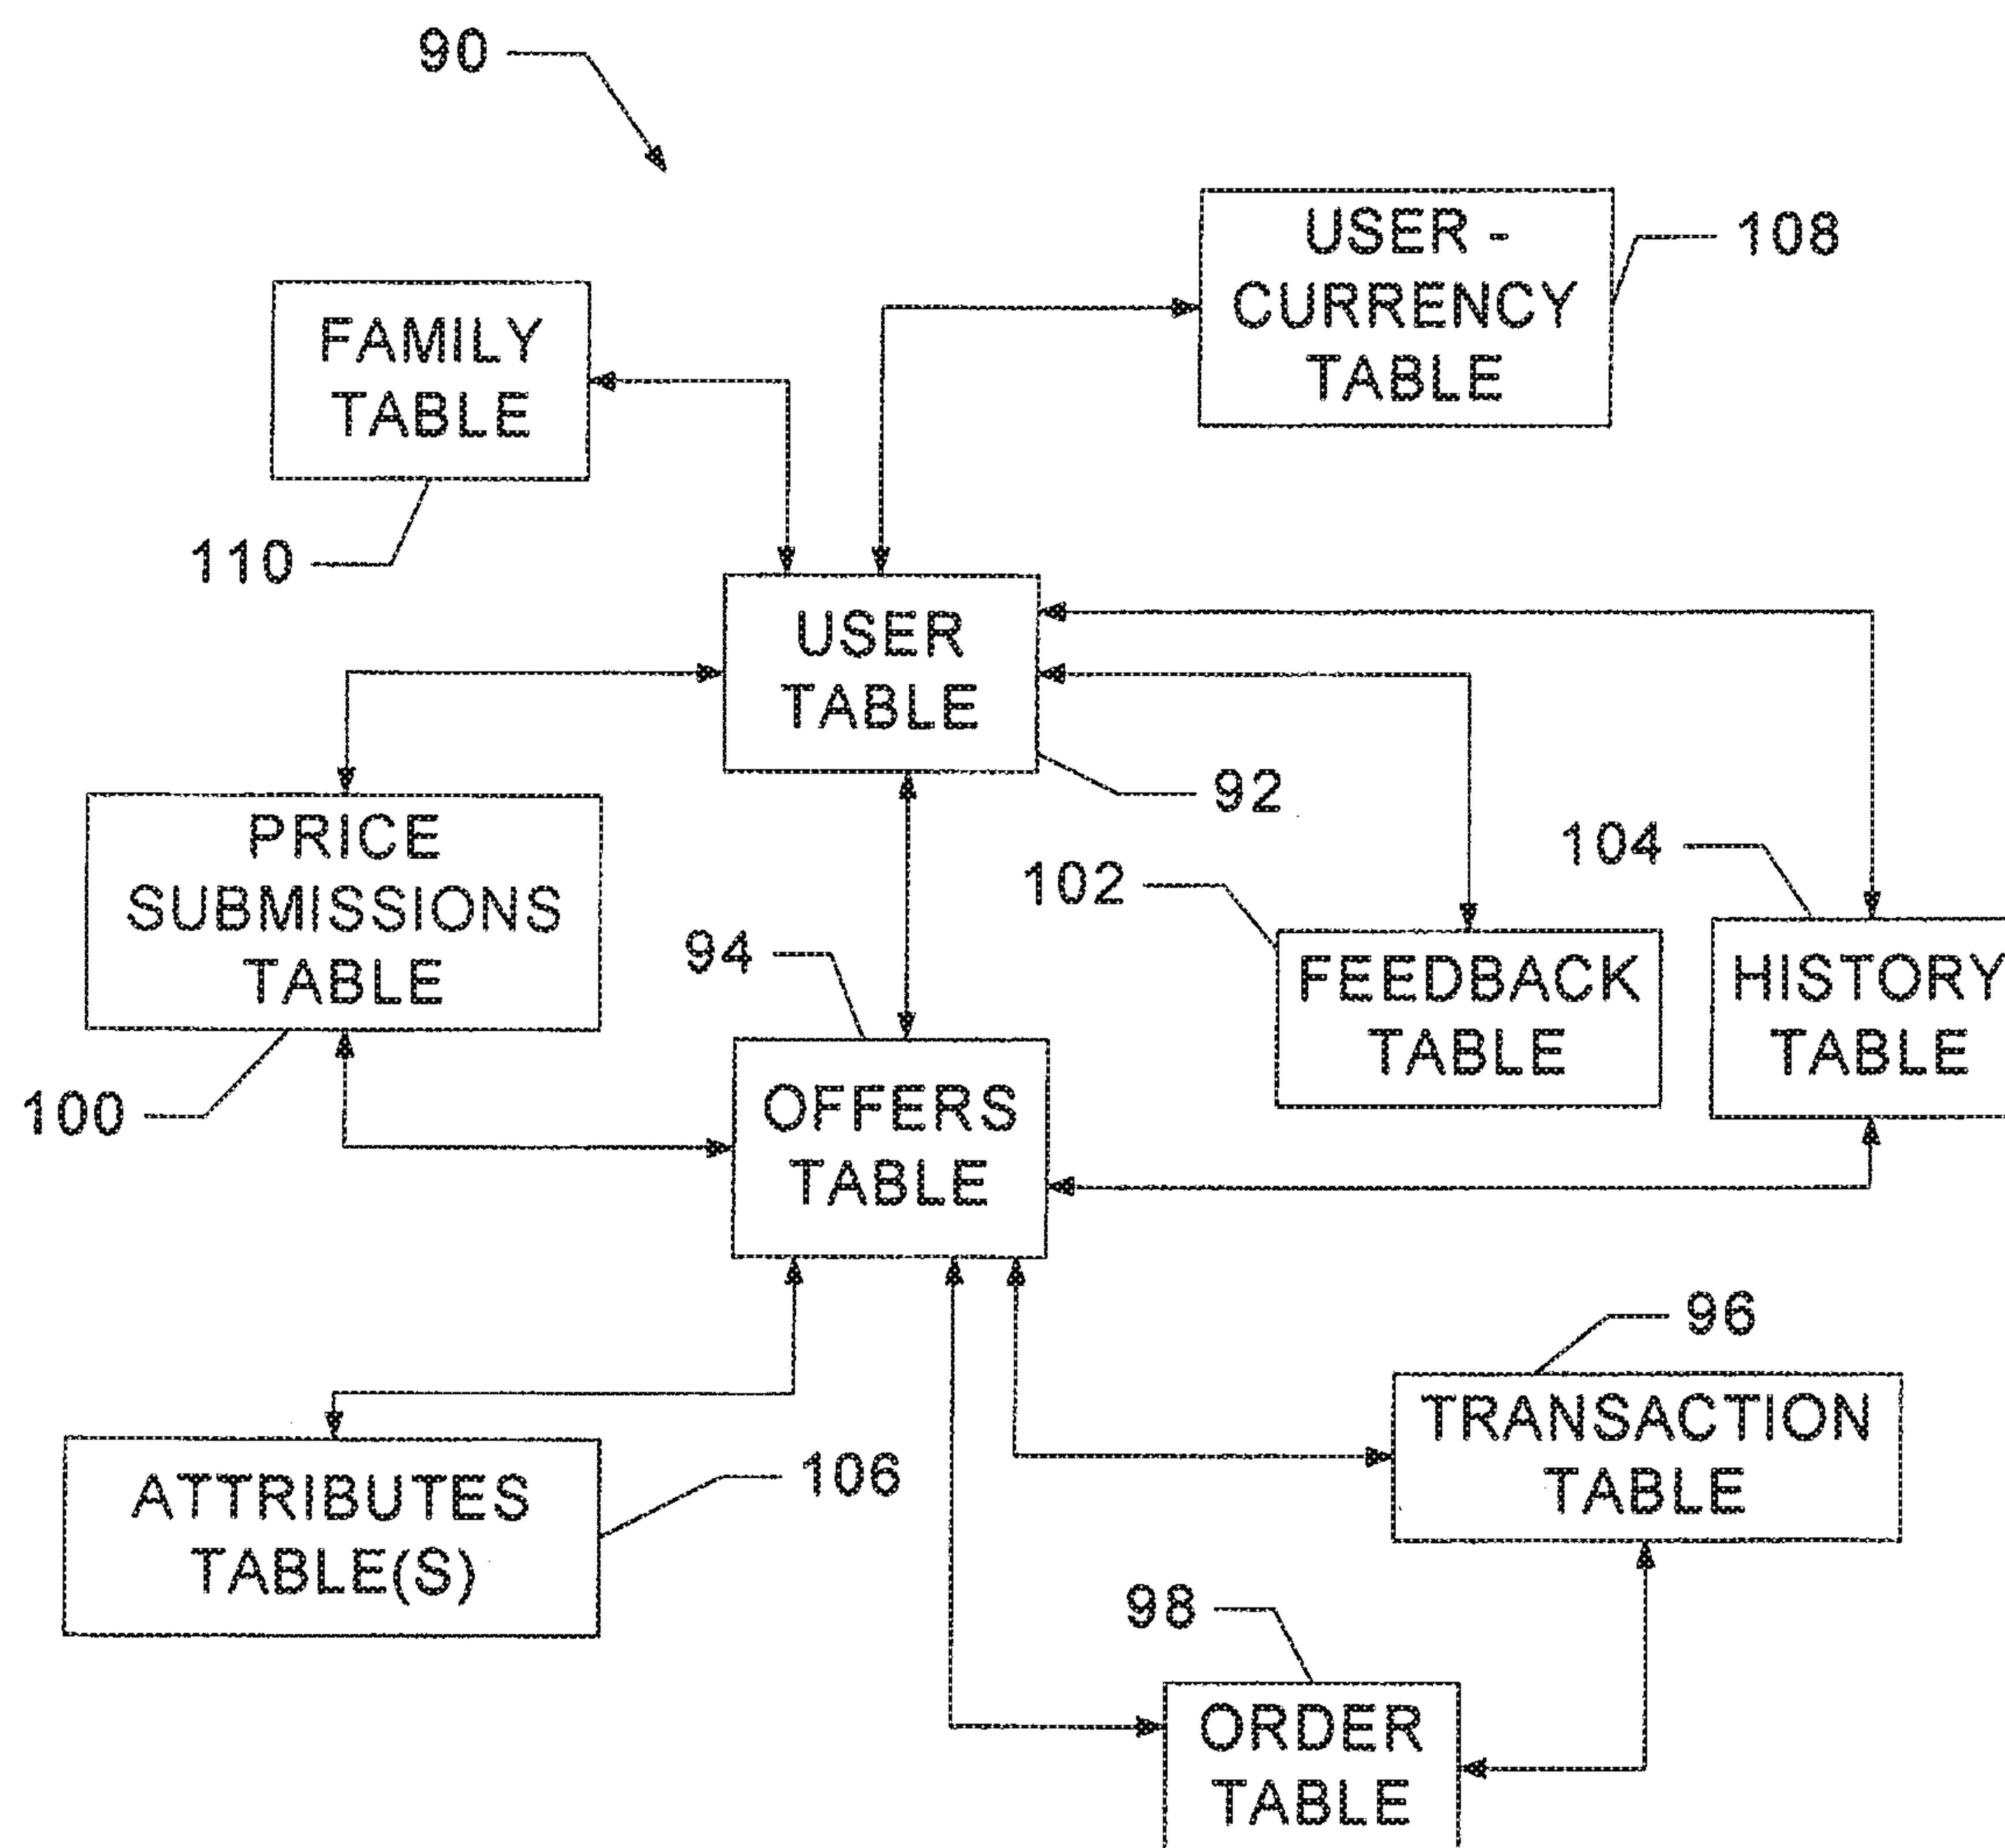 90
USER -
CURRENCY
TABLE
108
FAMILY
TABLE
110
USER
TABLE
92
PRICE
SUBMISSIONS
TABLE
100
94
102
104
FEEDBACK
TABLE
HISTORY
TABLE
OFFERS
TABLE
96
TRANSACTION
TABLE
ATTRIBUTES
TABLE(S)
106
98
ORDER
TABLE